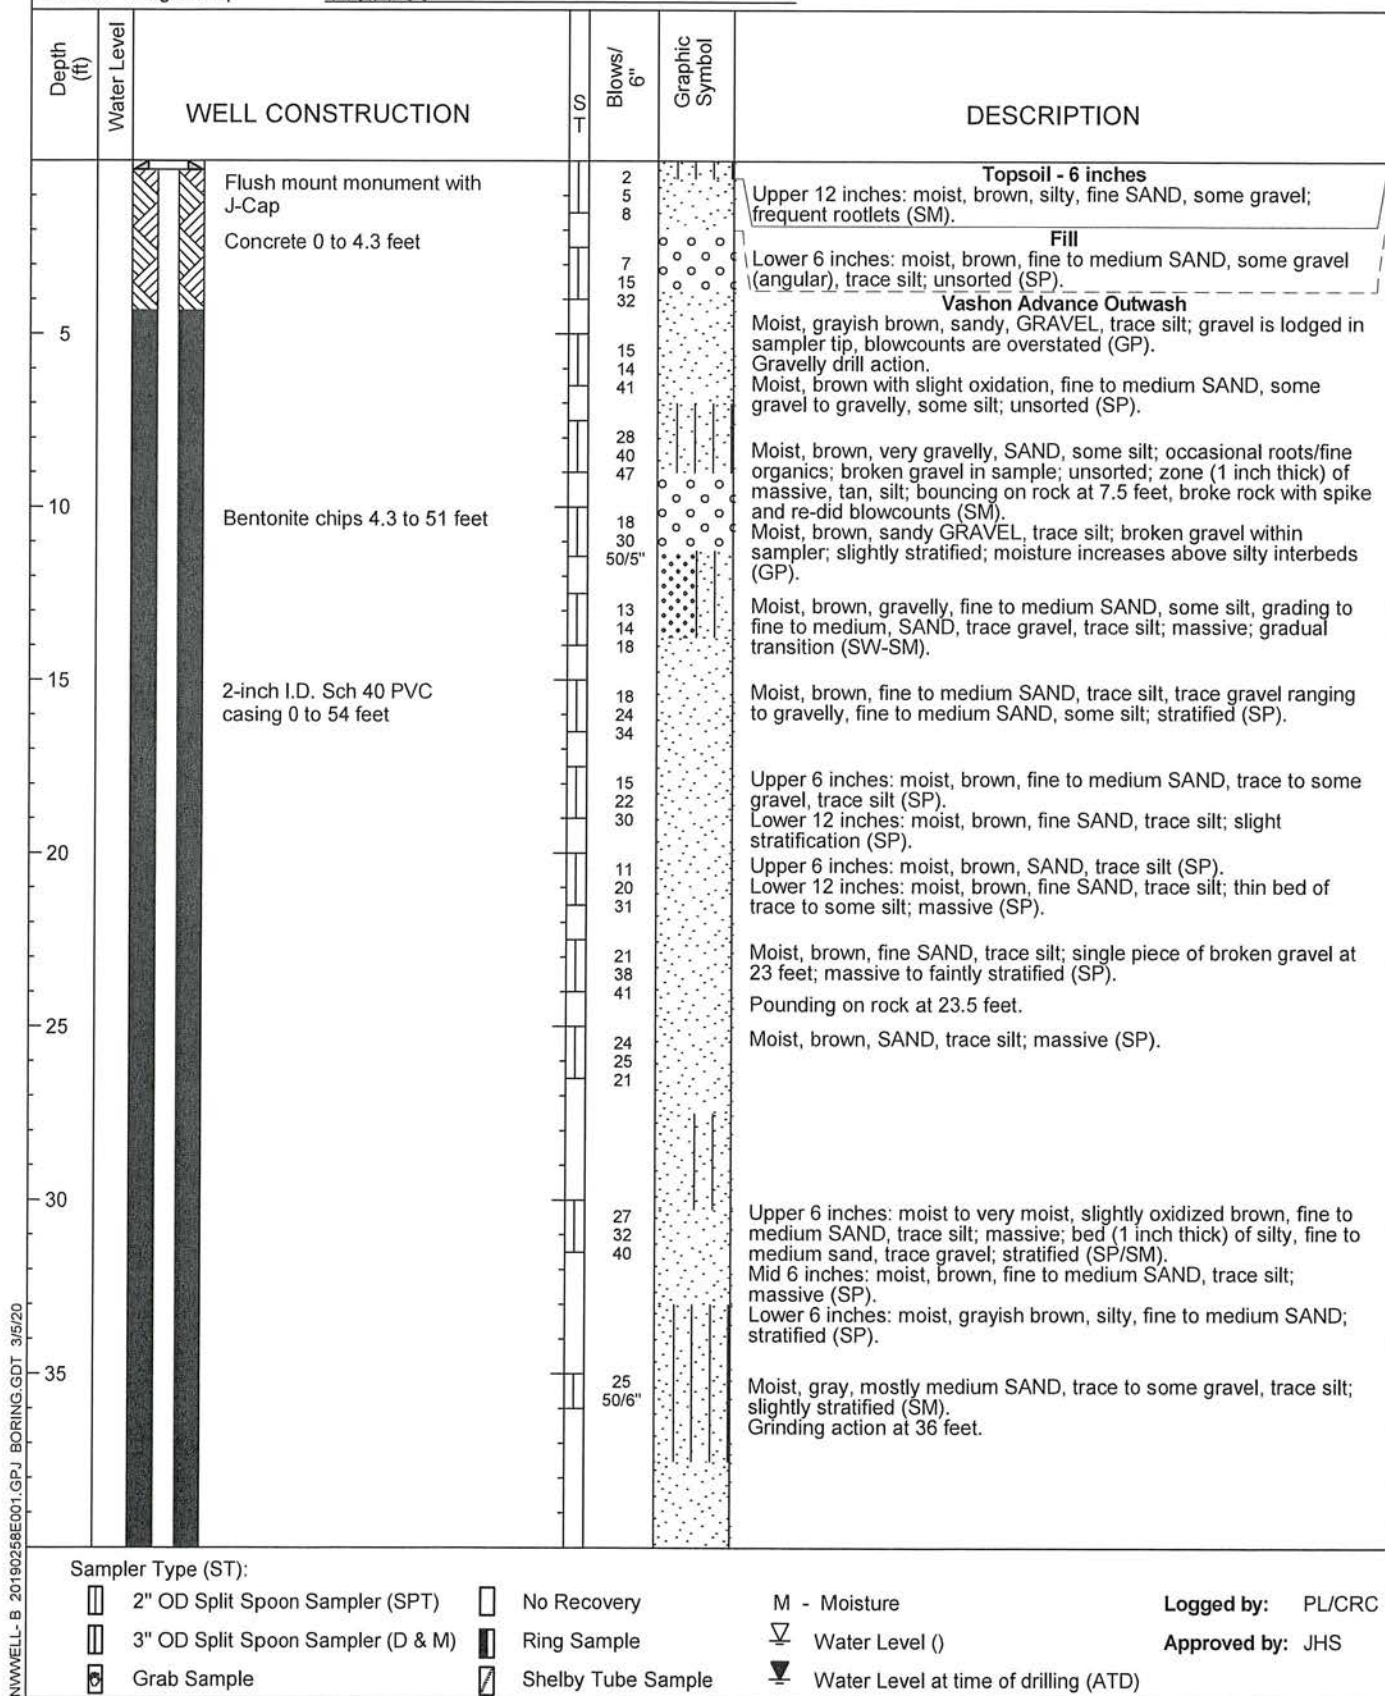 Depth
(ft)
Water Level
WELL CONSTRUCTION
S
T
Blows/
6"
Graphic
Symbol
DESCRIPTION
Flush mount monument with
J-Cap
Concrete 0 to 4.3 feet
Bentonite chips 4.3 to 51 feet
2-inch I.D. Sch 40 PVC
casing 0 to 54 feet
5
10
15
20
25
30
35
2
5
8
7
15
32
15
14
41
28
40
47
18
30
50/5"
13
14
18
18
24
34
15
22
30
11
20
31
21
38
41
24
25
21
27
32
40
25
50/6"
Topsoil - 6 inches
Upper 12 inches: moist, brown, silty, fine SAND, some gravel;
frequent rootlets (SM).
Fill
Lower 6 inches: moist, brown, fine to medium SAND, some gravel
(angular), trace silt; unsorted (SP).
Vashon Advance Outwash
Moist, grayish brown, sandy, GRAVEL, trace silt; gravel is lodged in
sampler tip, blowcounts are overstated (GP).
Gravelly drill action.
Moist, brown with slight oxidation, fine to medium SAND, some
gravel to gravelly, some silt; unsorted (SP).
Moist, brown, very gravelly, SAND, some silt; occasional roots/fine
organics; broken gravel in sample; unsorted; zone (1 inch thick) of
massive, tan, silt; bouncing on rock at 7.5 feet, broke rock with spike
and re-did blowcounts (SM).
Moist, brown, sandy GRAVEL, trace silt; broken gravel within
sampler; slightly stratified; moisture increases above silty interbeds
(GP).
Moist, brown, gravelly, fine to medium SAND, some silt, grading to
fine to medium, SAND, trace gravel, trace silt; massive; gradual
transition (SW-SM).
Moist, brown, fine to medium SAND, trace silt, trace gravel ranging
to gravelly, fine to medium SAND, some silt; stratified (SP).
Upper 6 inches: moist, brown, fine to medium SAND, trace to some
gravel, trace silt (SP).
Lower 12 inches: moist, brown, fine SAND, trace silt; slight
stratification (SP).
Upper 6 inches: moist, brown, SAND, trace silt (SP).
Lower 12 inches: moist, brown, fine SAND, trace silt; thin bed of
trace to some silt; massive (SP).
Moist, brown, fine SAND, trace silt; single piece of broken gravel at
23 feet; massive to faintly stratified (SP).
Pounding on rock at 23.5 feet.
Moist, brown, SAND, trace silt; massive (SP).
Upper 6 inches: moist to very moist, slightly oxidized brown, fine to
medium SAND, trace silt; massive; bed (1 inch thick) of silty, fine to
medium sand, trace gravel; stratified (SP/SM).
Mid 6 inches: moist, brown, fine to medium SAND, trace silt;
massive (SP).
Lower 6 inches: moist, grayish brown, silty, fine to medium SAND;
stratified (SP).
Moist, gray, mostly medium SAND, trace to some gravel, trace silt;
slightly stratified (SM).
Grinding action at 36 feet.
NWWELL- B 20190258E001.GPJ BORING.GDT 3/5/20
Sampler Type (ST):
2" OD Split Spoon Sampler (SPT)
3" OD Split Spoon Sampler (D & M)
Grab Sample
No Recovery
Ring Sample
Shelby Tube Sample
M - Moisture
Water Level ()
Water Level at time of drilling (ATD)
Logged by: PL/CRC
Approved by: JHS